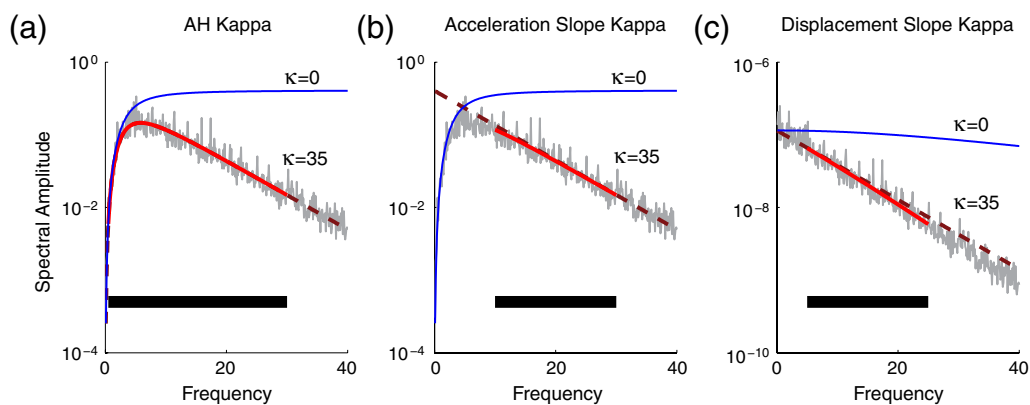 (a) AH Kappa
(b) Acceleration Slope Kappa
(c) Displacement Slope Kappa
Spectral Amplitude
10^0
10^-2
10^-4
κ=0
κ=35
0 20 40
Frequency
10^0
10^-2
10^-4
κ=0
κ=35
0 20 40
Frequency
10^-6
10^-8
10^-10
κ=0
κ=35
0 20 40
Frequency